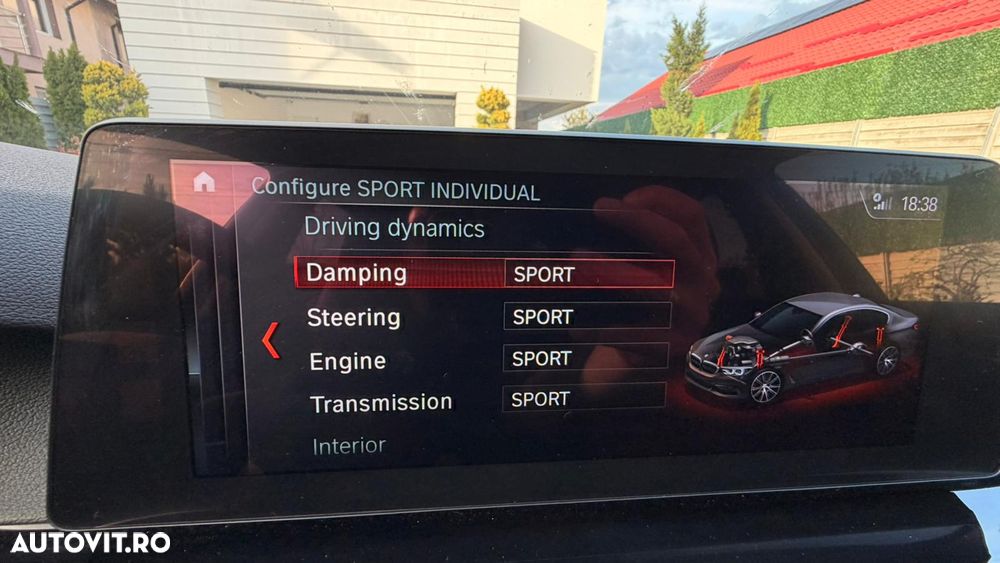 Configure SPORT INDIVIDUAL
18:38
Driving dynamics
Damping SPORT
Steering SPORT
Engine SPORT
Transmission SPORT
Interior
AUTOVIT.RO